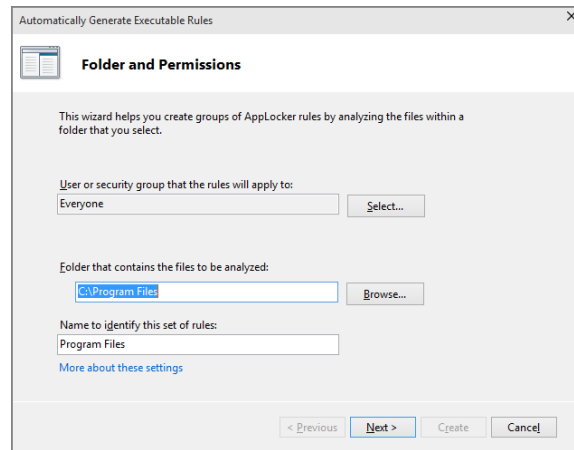 Automatically Generate Executable Rules
Folder and Permissions
This wizard helps you create groups of AppLocker rules by analyzing the files within a
folder that you select.
User or security group that the rules will apply to:
Everyone
Select...
Folder that contains the files to be analyzed:
C:\Program Files
Browse...
Name to identify this set of rules:
Program Files
More about these settings
< Previous
Next >
Create
Cancel